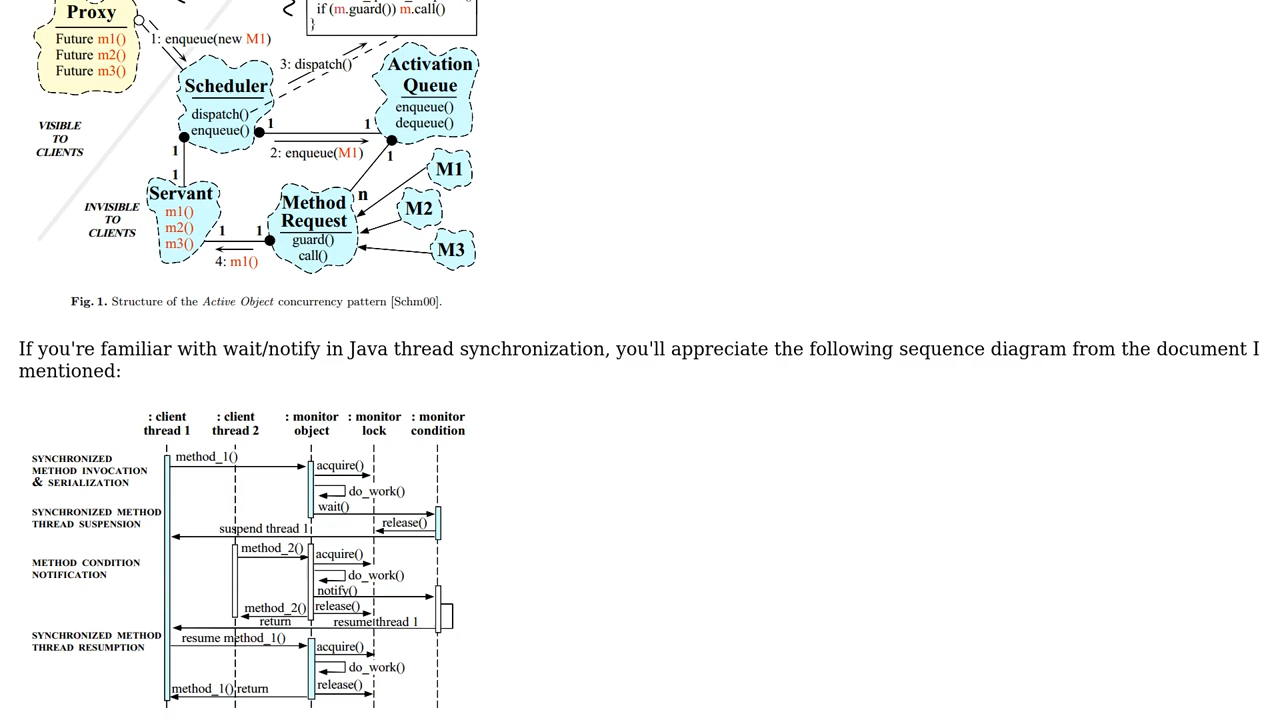 if (m.guard()) m.call()
}
Proxy
Future m1()
Future m2()
Future m3()
1: enqueue(new M1)
3: dispatch()
Scheduler
dispatch()
enqueue()
Activation
Queue
enqueue()
dequeue()
VISIBLE
TO
CLIENTS
1
1
2: enqueue(M1)
1
1
1
n
M1
M2
M3
INVISIBLE
TO
CLIENTS
Servant
m1()
m2()
m3()
Method
Request
guard()
call()
1
1
4: m1()
Fig. 1. Structure of the Active Object concurrency pattern [Schm00].
If you're familiar with wait/notify in Java thread synchronization, you'll appreciate the following sequence diagram from the document I
mentioned:
: client
thread 1
: client
thread 2
: monitor
object
: monitor
lock
: monitor
condition
SYNCHRONIZED
METHOD INVOCATION
& SERIALIZATION
method_1()
acquire()
do_work()
SYNCHRONIZED METHOD
THREAD SUSPENSION
wait()
release()
suspend thread 1
METHOD CONDITION
NOTIFICATION
method_2()
acquire()
do_work()
notify()
method_2()
return
release()
resume thread 1
SYNCHRONIZED METHOD
THREAD RESUMPTION
resume method_1()
acquire()
do_work()
release()
method_1() return